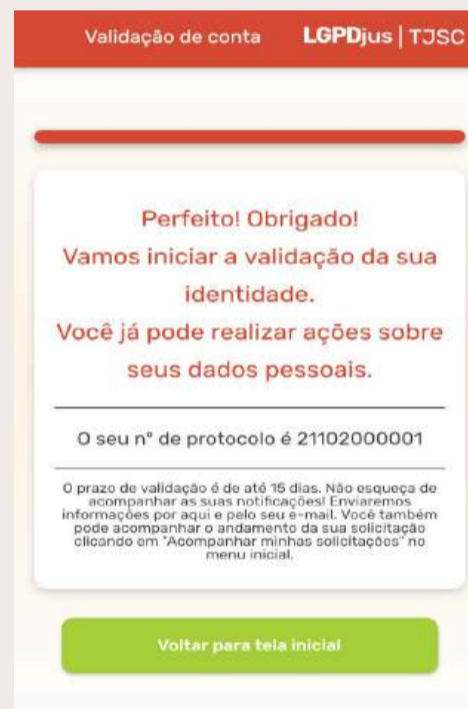 Validação de conta LGPDjus | TJSC
Perfeito! Obrigado!
Vamos iniciar a validação da sua
identidade.
Você já pode realizar ações sobre
seus dados pessoais.
O seu nº de protocolo é 21102000001
O prazo de validação é de até 15 dias. Não esqueça de
acompanhar as suas notificações! Enviaremos
informações por aqui e pelo seu e-mail. Você também
pode acompanhar o andamento da sua solicitação
clicando em "Acompanhar minhas solicitações" no
menu inicial.
Voltar para tela inicial